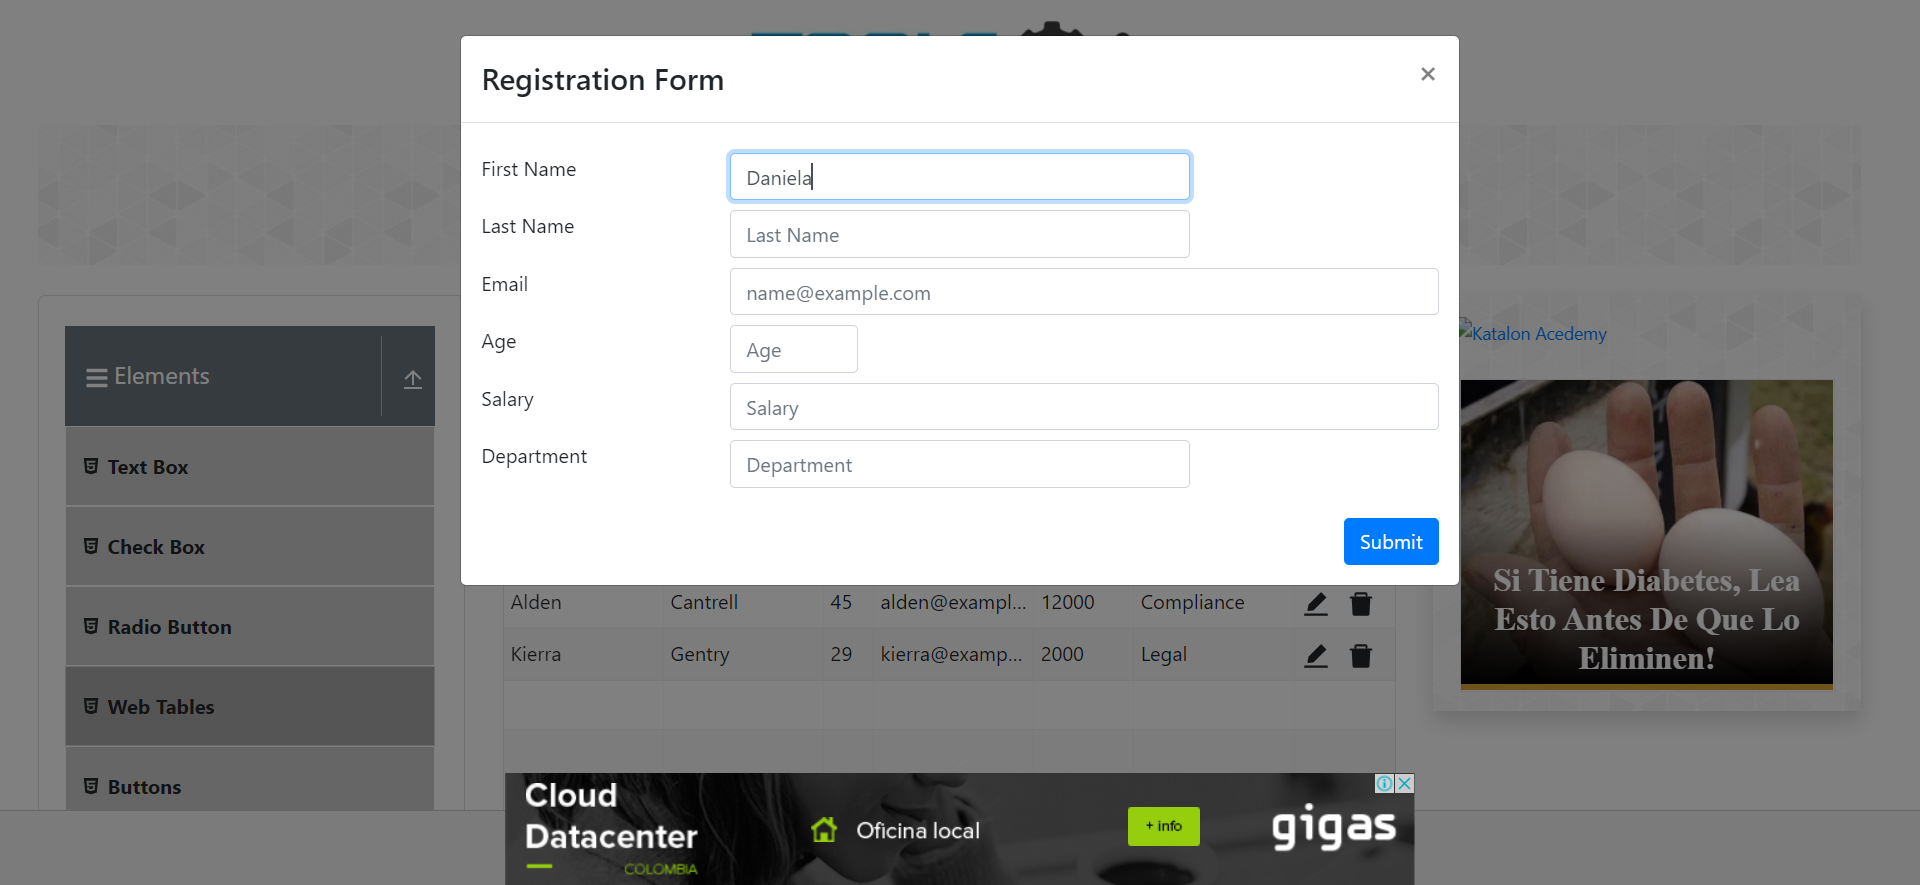 Registration Form
×
First Name
Daniela
Last Name
Last Name
Email
name@example.com
Age
Age
Salary
Salary
Department
Department
Submit
Elements
Text Box
Check Box
Radio Button
Web Tables
Buttons
Alden Cantrell 45 alden@exampl... 12000 Compliance
Kierra Gentry 29 kierra@examp... 2000 Legal
Katalon Acedemy
Si Tiene Diabetes, Lea
Esto Antes De Que Lo
Eliminen!
Cloud
Datacenter
COLOMBIA
Oficina local
+ info
gigas